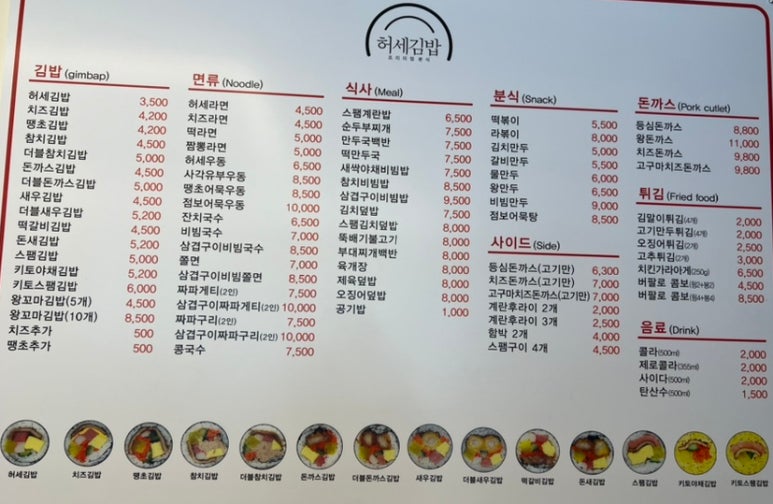 허세김밥
프리미엄 분식
김밥 (gimbap)
허세김밥 3,500
치즈김밥 4,200
땡초김밥 4,200
참치김밥 4,500
더블참치김밥 5,000
돈까스김밥 4,500
더블돈까스김밥 5,000
새우김밥 4,500
더블새우김밥 5,200
떡갈비김밥 4,500
돈새김밥 5,200
스팸김밥 5,000
키토야채김밥 5,200
키토스팸김밥 6,000
왕꼬마김밥(5개) 4,500
왕꼬마김밥(10개) 8,500
치즈추가 500
땡초추가 500
면류 (Noodle)
허세라면 4,500
치즈라면 4,500
떡라면 5,000
짬뽕라면 5,000
허세우동 6,500
사각유부우동 8,500
땡초어묵우동 8,500
점보어묵우동 10,000
잔치국수 6,500
비빔국수 7,000
삼겹구이비빔국수 8,500
쫄면 7,000
삼겹구이비빔쫄면 8,500
짜파게티(2인) 7,500
삼겹구이짜파게티(2인) 10,000
짜파구리(2인) 7,500
삼겹구이짜파구리(2인) 10,000
콩국수 7,500
식사 (Meal)
스팸계란밥 6,500
순두부찌개 7,500
만두국백반 7,500
떡만두국 7,500
새싹야채비빔밥 7,500
참치비빔밥 8,500
삼겹구이비빔밥 9,500
김치덮밥 7,500
스팸김치덮밥 8,000
뚝배기불고기 8,000
부대찌개백반 8,000
육개장 8,000
제육덮밥 8,000
오징어덮밥 8,000
공기밥 1,000
분식 (Snack)
떡볶이 5,500
라볶이 8,000
김치만두 5,500
갈비만두 5,500
물만두 6,000
왕만두 6,500
비빔만두 9,000
점보어묵탕 8,500
사이드 (Side)
등심돈까스(고기만) 6,300
치즈돈까스(고기만) 7,000
고구마치즈돈까스(고기만) 7,000
계란후라이 2개 2,000
계란후라이 3개 2,500
함박 2개 4,000
스팸구이 4개 4,500
돈까스 (Pork cutlet)
등심돈까스 8,800
왕돈까스 11,000
치즈돈까스 9,800
고구마치즈돈까스 9,800
튀김 (Fried food)
김말이튀김(4개) 2,000
고기만두튀김(4개) 2,000
오징어튀김(2개) 2,500
고추튀김(2개) 3,000
치킨가라아게(250g) 6,500
버팔로 콤보(윙2+봉2) 4,500
버팔로 콤보(윙4+봉4) 8,500
음료 (Drink)
콜라(500ml) 2,000
제로콜라(355ml) 2,000
사이다(500ml) 2,000
탄산수(500ml) 1,500
허세김밥 치즈김밥 땡초김밥 참치김밥 더블참치김밥 돈까스김밥 더블돈까스김밥 새우김밥 더블새우김밥 떡갈비김밥 돈새김밥 스팸김밥 키토야채김밥 키토스팸김밥